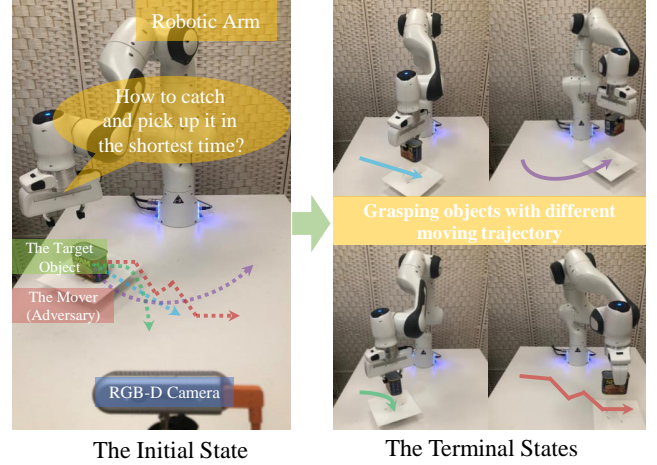 Robotic Arm
How to catch
and pick up it in
the shortest time?
The Target
Object
The Mover
(Adversary)
RGB-D Camera
The Initial State
Grasping objects with different
moving trajectory
The Terminal States